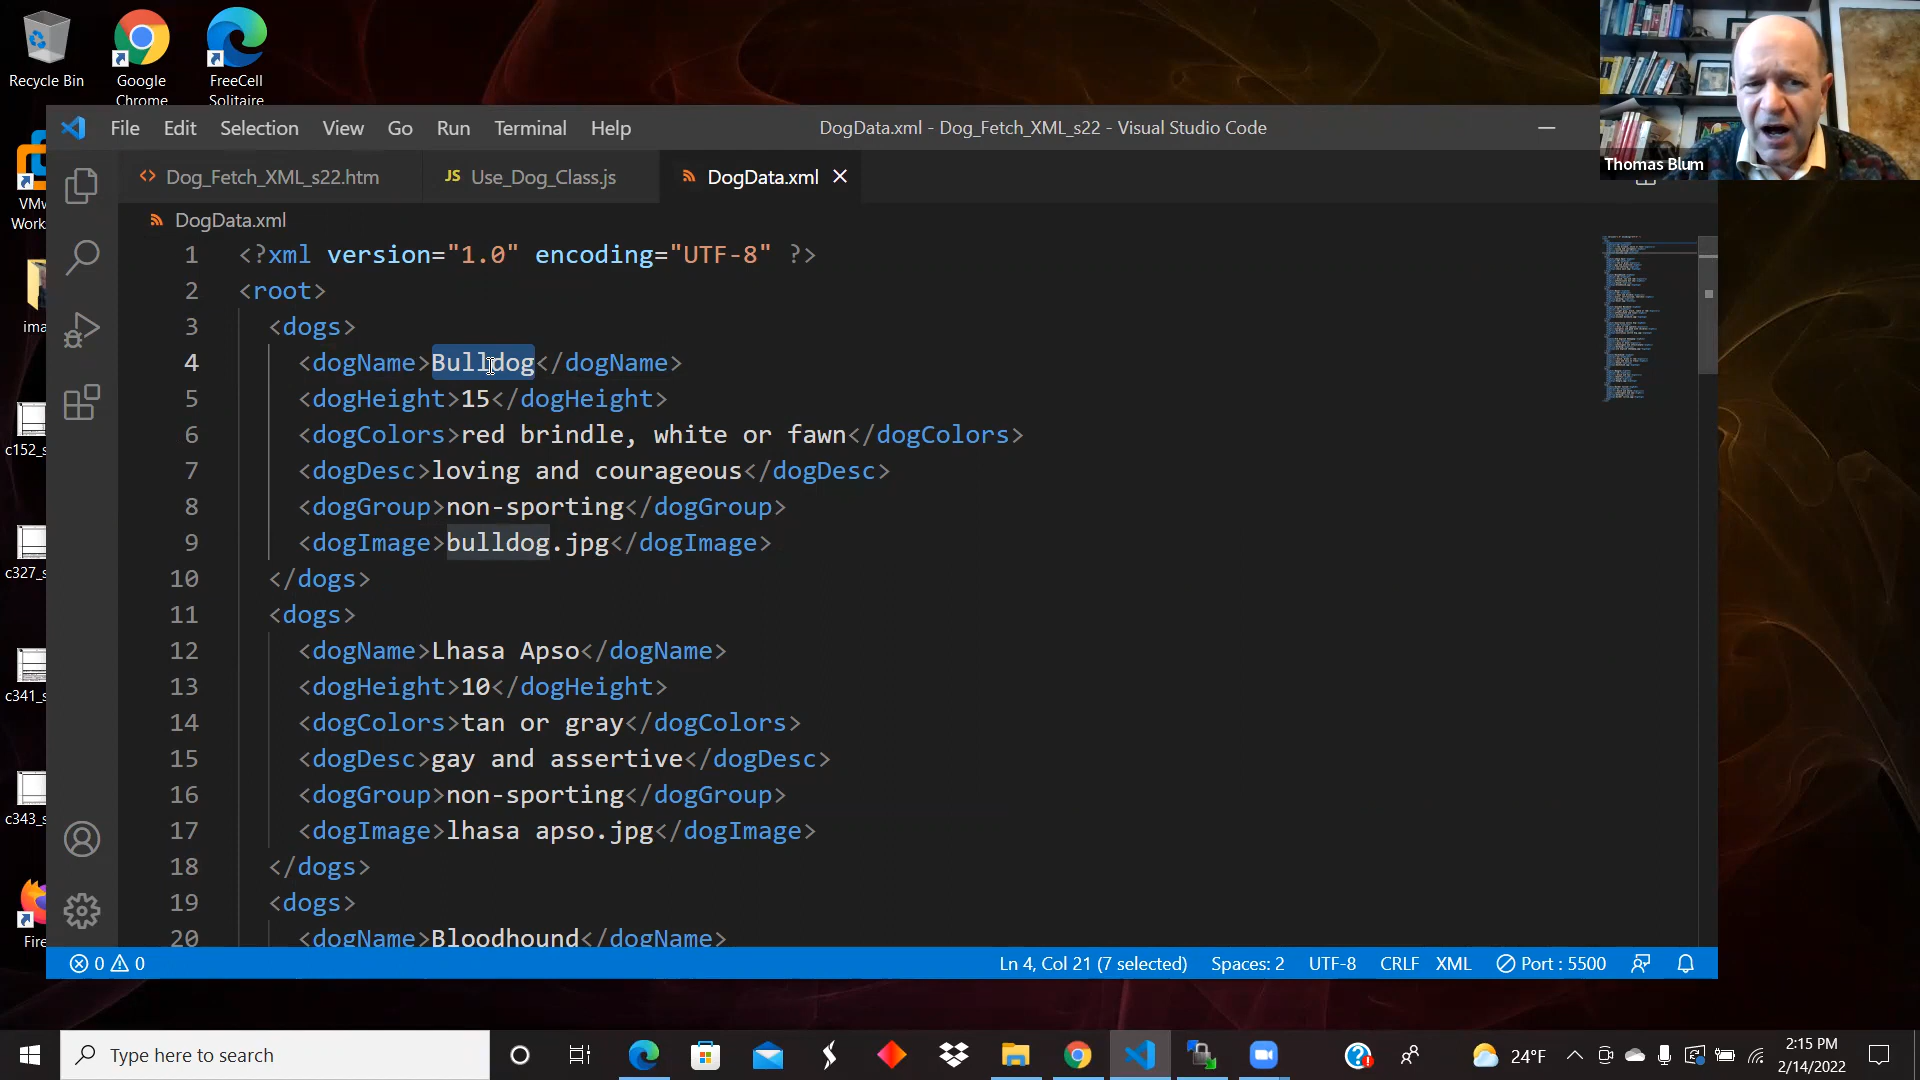 Recycle Bin
Google Chrome
FreeCell Solitaire
Thomas Blum
File Edit Selection View Go Run Terminal Help
DogData.xml - Dog_Fetch_XML_s22 - Visual Studio Code
<> Dog_Fetch_XML_s22.htm
JS Use_Dog_Class.js
DogData.xml
DogData.xml
1 <?xml version="1.0" encoding="UTF-8" ?>
2 <root>
3 <dogs>
4 <dogName>Bulldog</dogName>
5 <dogHeight>15</dogHeight>
6 <dogColors>red brindle, white or fawn</dogColors>
7 <dogDesc>loving and courageous</dogDesc>
8 <dogGroup>non-sporting</dogGroup>
9 <dogImage>bulldog.jpg</dogImage>
10 </dogs>
11 <dogs>
12 <dogName>Lhasa Apso</dogName>
13 <dogHeight>10</dogHeight>
14 <dogColors>tan or gray</dogColors>
15 <dogDesc>gay and assertive</dogDesc>
16 <dogGroup>non-sporting</dogGroup>
17 <dogImage>lhasa apso.jpg</dogImage>
18 </dogs>
19 <dogs>
20 <dogName>Bloodhound</dogName>
VMw
Work
ima
c152_s
c327_s
c341_s
c343_s
Fire
0 0
Ln 4, Col 21 (7 selected) Spaces: 2 UTF-8 CRLF XML Port : 5500
Type here to search
24°F
2:15 PM
2/14/2022